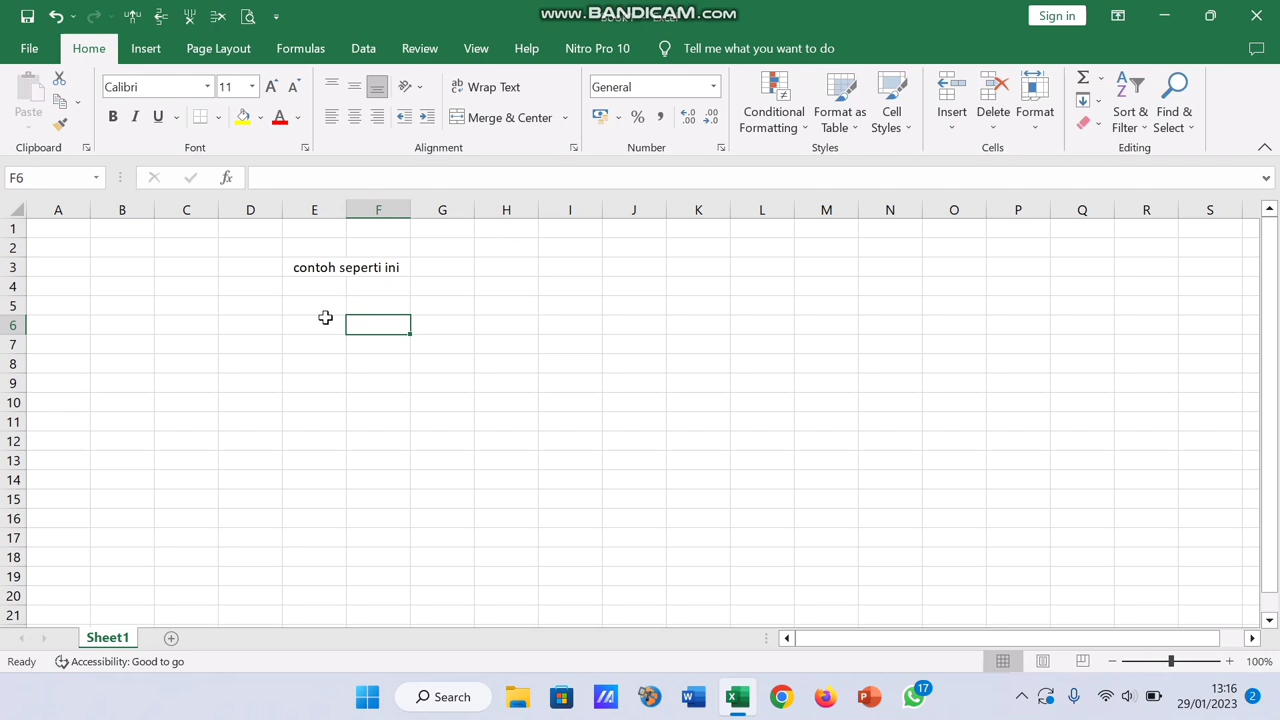 www.BANDICAM.com
Sign in
File Home Insert Page Layout Formulas Data Review View Help Nitro Pro 10 Tell me what you want to do
Calibri 11 Wrap Text General
Paste Conditional Formatting Format as Table Cell Styles Insert Delete Format Sort & Filter Find & Select
B I U A Merge & Center % ,
Clipboard Font Alignment Number Styles Cells Editing
F6 fx
A B C D E F G H I J K L M N O P Q R S
1
2
3 contoh seperti ini
4
5
6
7
8
9
10
11
12
13
14
15
16
17
18
19
20
21
Sheet1
Ready Accessibility: Good to go 100%
Search 17 13:16
29/01/2023 2